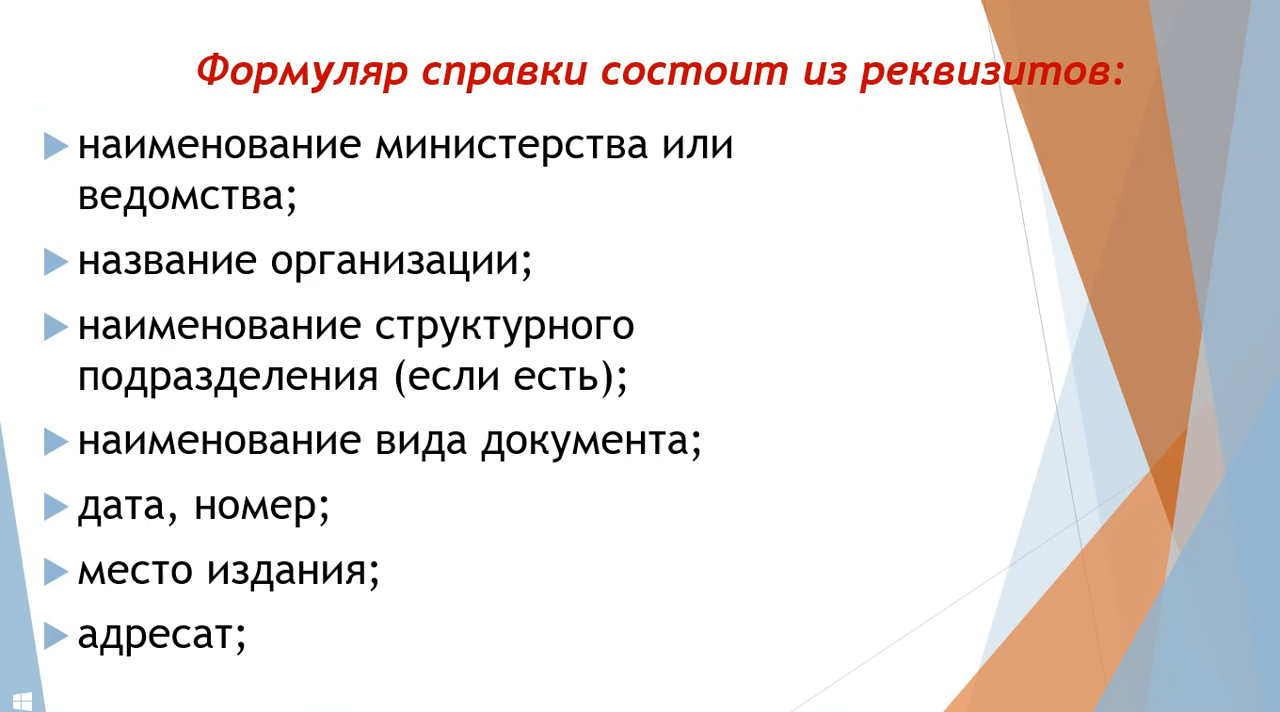 Формуляр справки состоит из реквизитов:
наименование министерства или
ведомства;
название организации;
наименование структурного
подразделения (если есть);
наименование вида документа;
дата, номер;
место издания;
адресат;